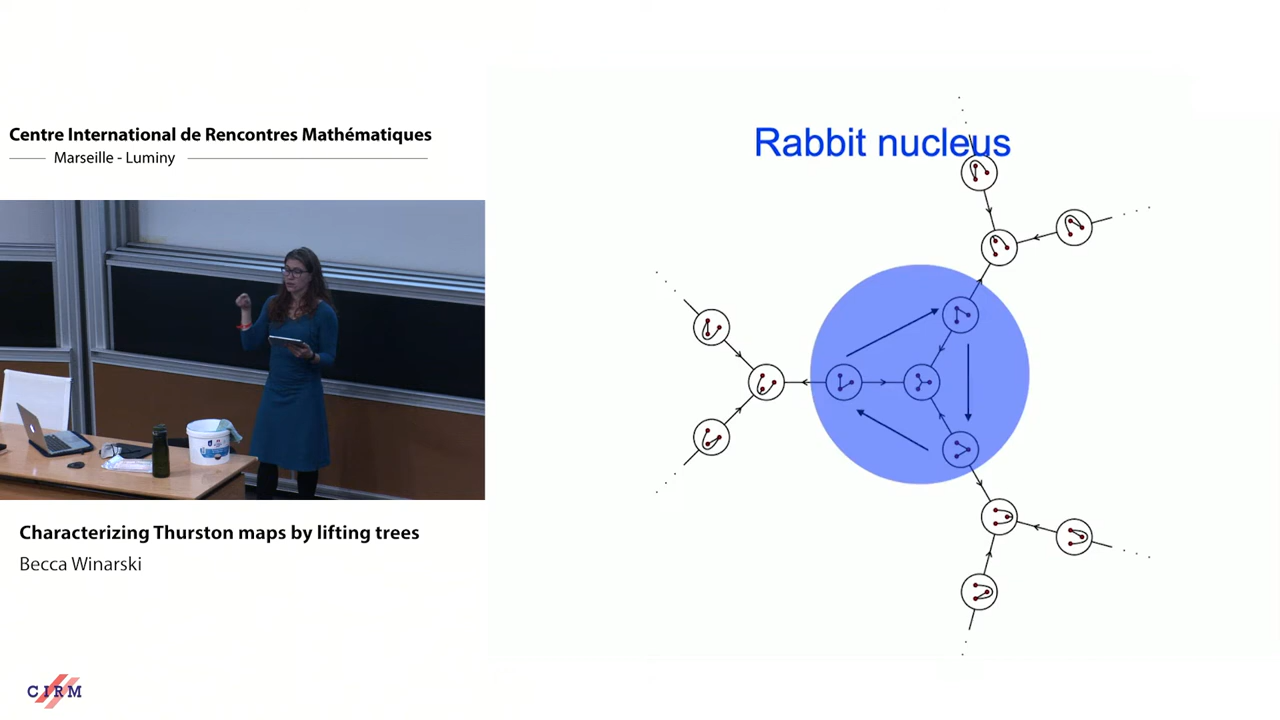 Centre International de Rencontres Mathématiques
Marseille - Luminy
Rabbit nucleus
Characterizing Thurston maps by lifting trees
Becca Winarski
CIRM